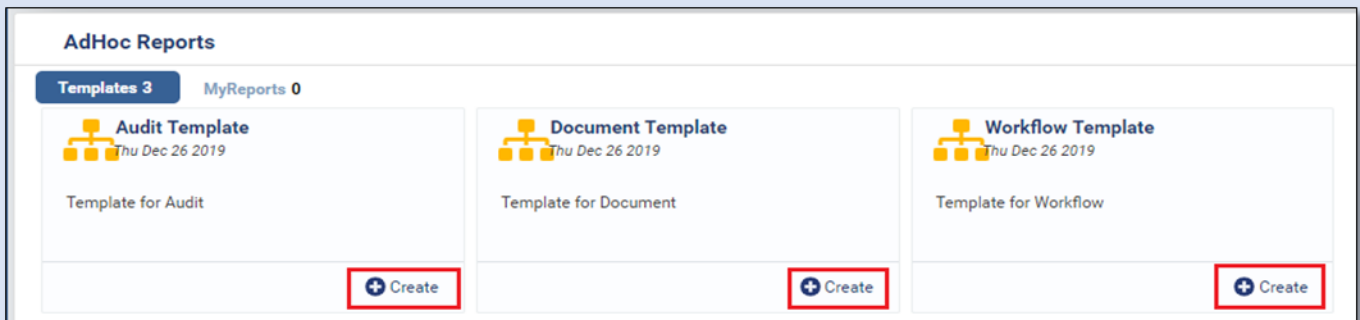 AdHoc Reports
Templates 3 MyReports 0
Audit Template
Thu Dec 26 2019
Template for Audit
Create
Document Template
Thu Dec 26 2019
Template for Document
Create
Workflow Template
Thu Dec 26 2019
Template for Workflow
Create